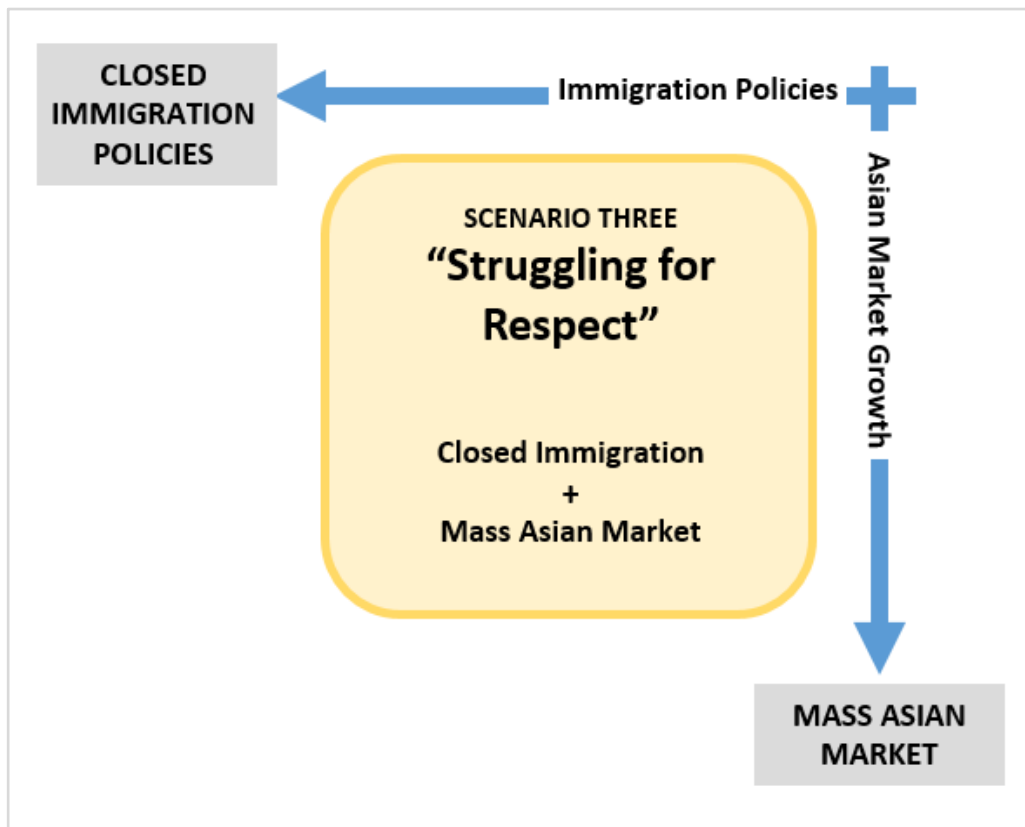 CLOSED
IMMIGRATION
POLICIES
Immigration Policies
Asian Market Growth
SCENARIO THREE
“Struggling for
Respect”
Closed Immigration
+
Mass Asian Market
MASS ASIAN
MARKET